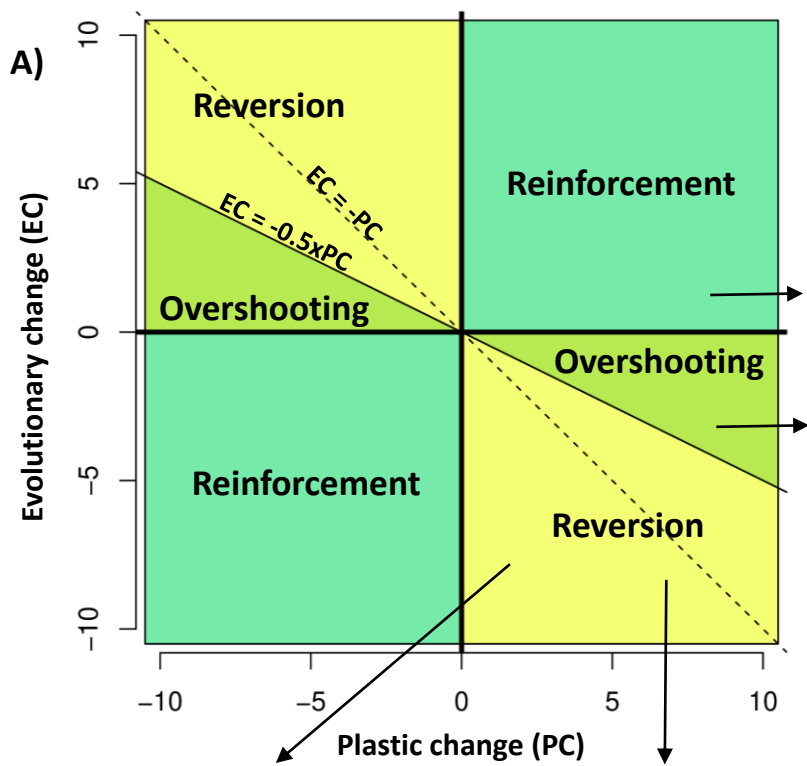 A)
10
5
0
−5
−10
Evolutionary change (EC)
Reversion
EC = -PC
EC = -0.5xPC
Reinforcement
Overshooting
Overshooting
Reinforcement
Reversion
−10 −5 0 5 10
Plastic change (PC)